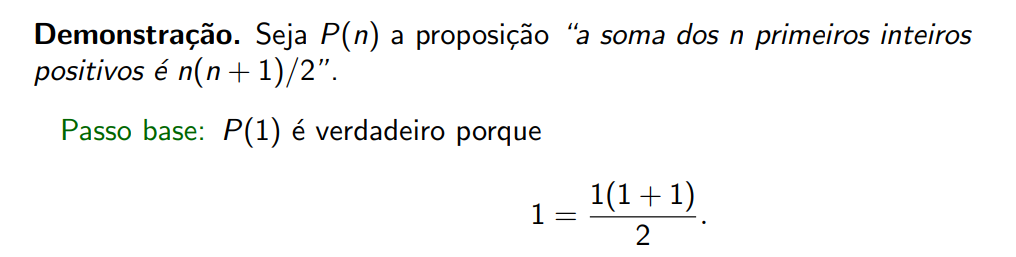 Demonstração. Seja P(n) a proposição “a soma dos n primeiros inteiros
positivos é n(n + 1)/2”.
Passo base: P(1) é verdadeiro porque
1 = \frac{1(1 + 1)}{2}.